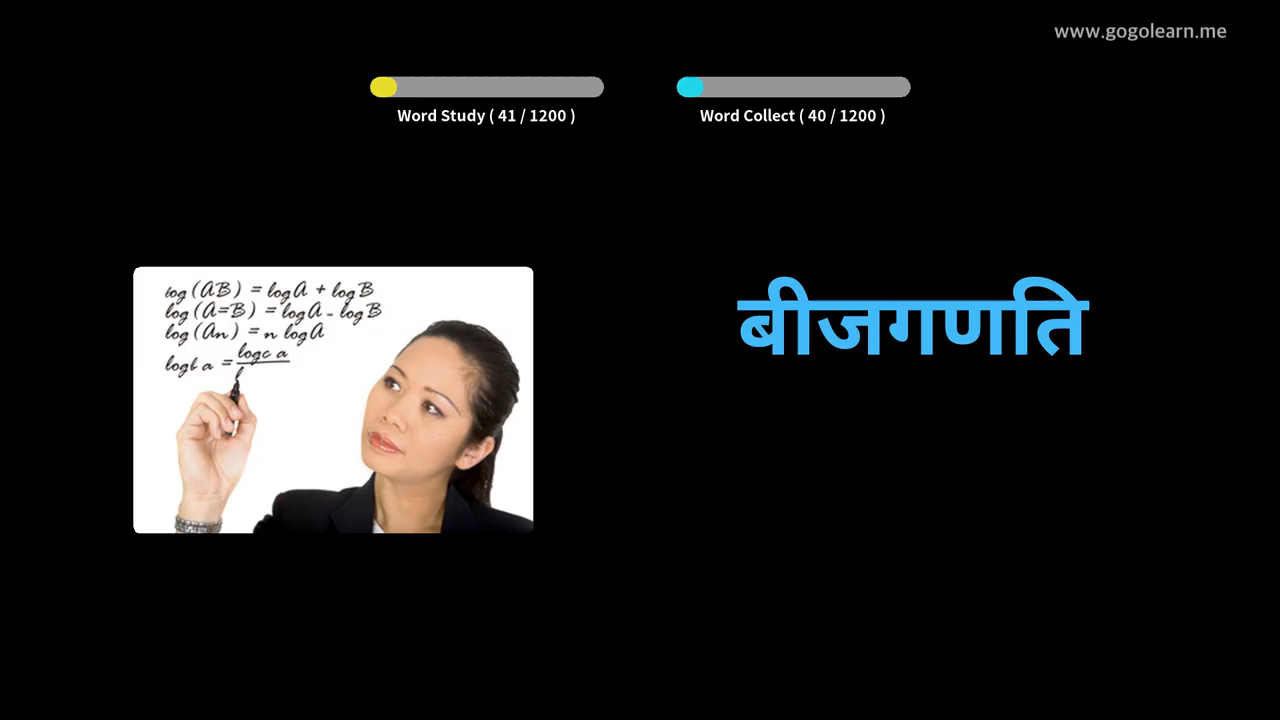 www.gogolearn.me
Word Study ( 41 / 1200 )
Word Collect ( 40 / 1200 )
log (AB) = log A + log B
log (A=B) = log A - log B
log (An) = n log A
logb a = logc a
बीजगणति